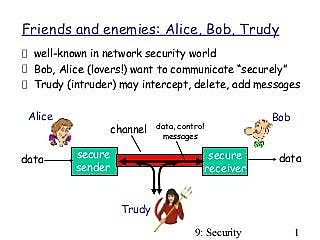 Friends and enemies: Alice, Bob, Trudy
well-known in network security world
Bob, Alice (lovers!) want to communicate “securely”
Trudy (intruder) may intercept, delete, add messages
Alice
Bob
channel
data, control
messages
data
secure
sender
secure
receiver
data
Trudy
9: Security
1